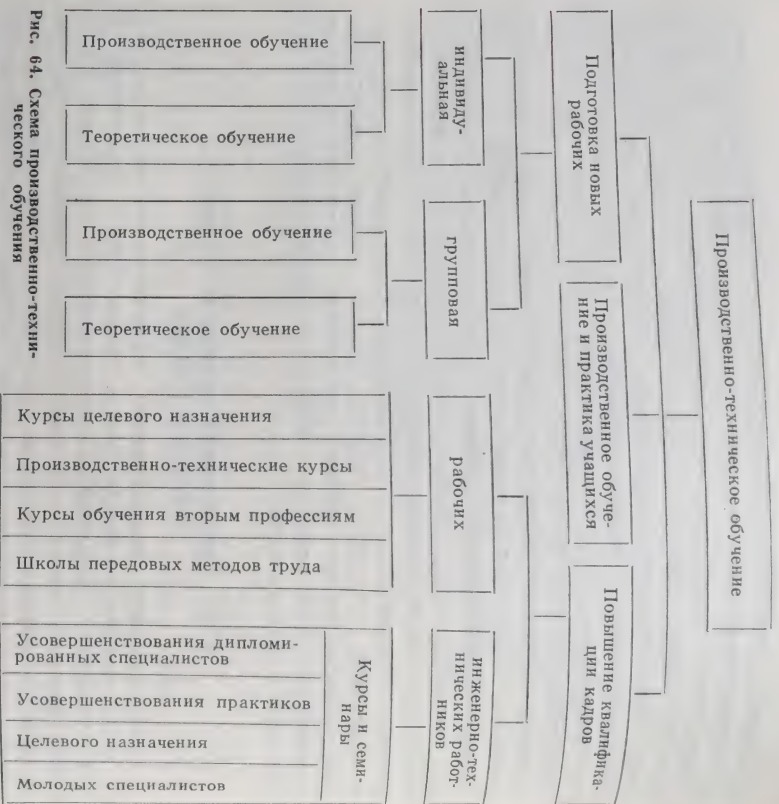 Производственно-техническое обучение
Подготовка новых
рабочих
Производственное обуче-
ние и практика учащихся
Повышение квалифика-
ции кадров
индивиду-
альная
групповая
рабочих
инженерно-тех-
нических работ-
ников
Производственное обучение
Теоретическое обучение
Производственное обучение
Теоретическое обучение
Курсы целевого назначения
Производственно-технические курсы
Курсы обучения вторым профессиям
Школы передовых методов труда
Курсы и семи-
нары
Усовершенствования дипломи-
рованных специалистов
Усовершенствования практиков
Целевого назначения
Молодых специалистов
Рис. 64. Схема производственно-техни-
ческого обучения